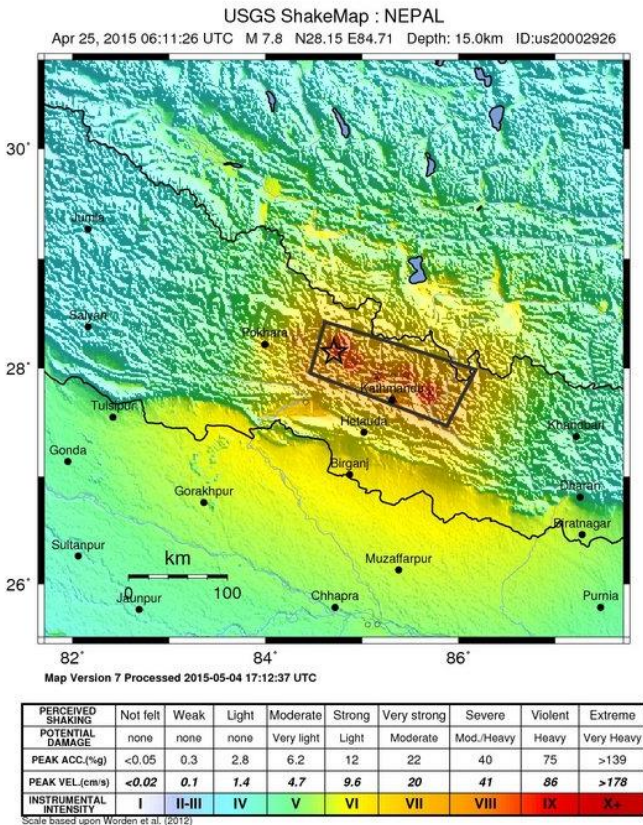 USGS ShakeMap : NEPAL
Apr 25, 2015 06:11:26 UTC M 7.8 N28.15 E84.71 Depth: 15.0km ID:us20002926
30°
Jumla
Salyan
Pokhara
28°
Kathmandu
Tulsipur
Hetauda
Khandbari
Gonda
Birganj
Gorakhpur
Dharan
Biratnagar
Sultanpur
km
Muzaffarpur
0 100
26°
Jaunpur
Chhapra
Purnia
82° 84° 86°
Map Version 7 Processed 2015-05-04 17:12:37 UTC
PERCEIVED SHAKING Not felt Weak Light Moderate Strong Very strong Severe Violent Extreme
POTENTIAL DAMAGE none none none Very light Light Moderate Mod./Heavy Heavy Very Heavy
PEAK ACC.(%g) <0.05 0.3 2.8 6.2 12 22 40 75 >139
PEAK VEL.(cm/s) <0.02 0.1 1.4 4.7 9.6 20 41 86 >178
INSTRUMENTAL INTENSITY I II-III IV V VI VII VIII IX X+
Scale based upon Worden et al. (2012)